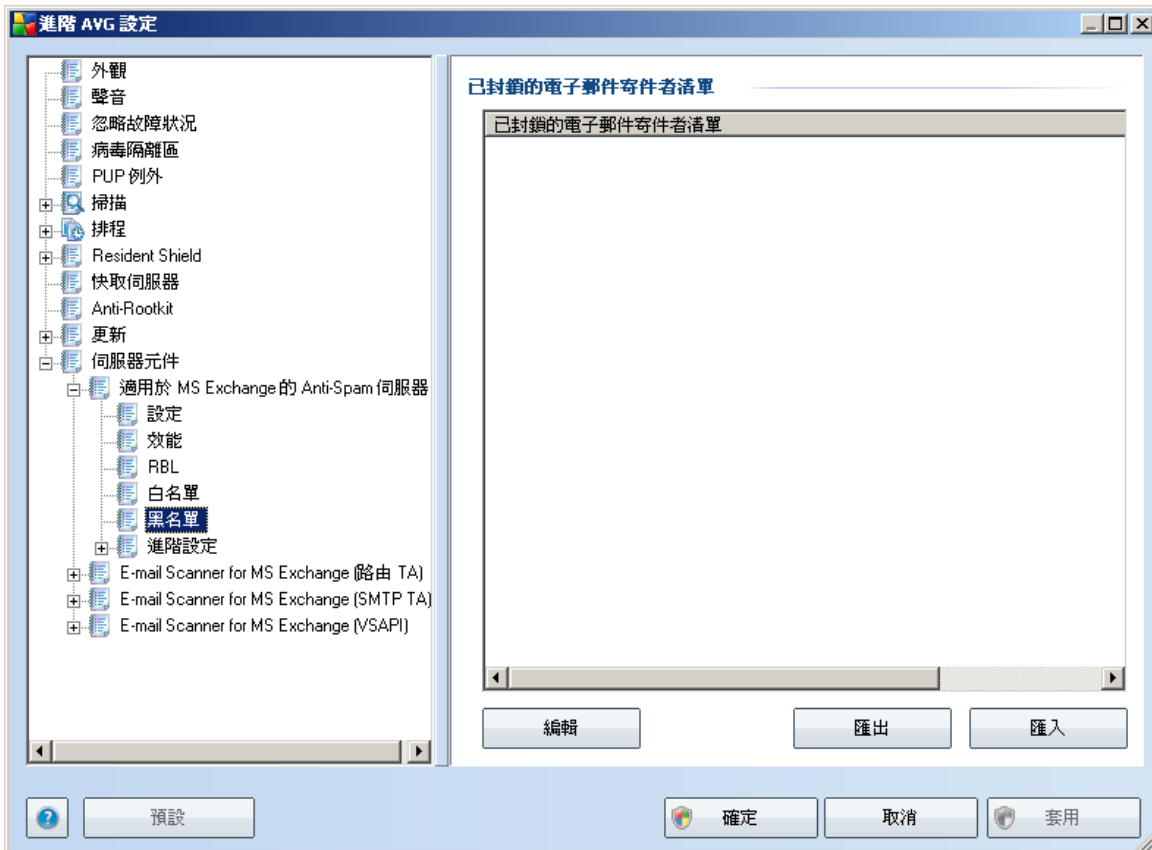 進階 AVG 設定
外觀
聲音
忽略故障狀況
病毒隔離區
PUP 例外
掃描
排程
Resident Shield
快取伺服器
Anti-Rootkit
更新
伺服器元件
適用於 MS Exchange 的 Anti-Spam 伺服器
設定
效能
RBL
白名單
黑名單
進階設定
E-mail Scanner for MS Exchange (路由 TA)
E-mail Scanner for MS Exchange (SMTP TA)
E-mail Scanner for MS Exchange (VSAPI)
已封鎖的電子郵件寄件者清單
已封鎖的電子郵件寄件者清單
編輯
匯出
匯入
預設
確定
取消
套用